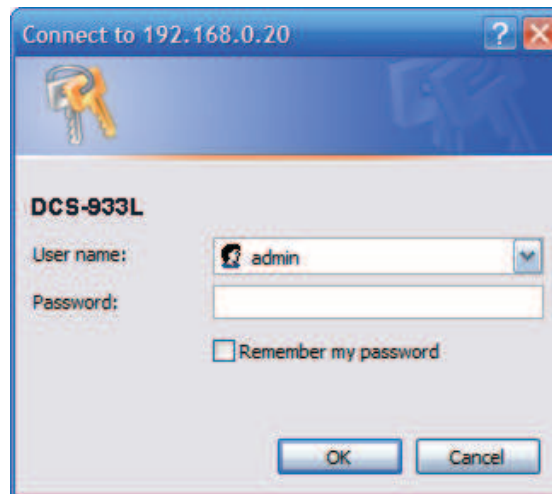 Connect to 192.168.0.20
?
DCS-933L
User name:
admin
Password:
Remember my password
OK
Cancel